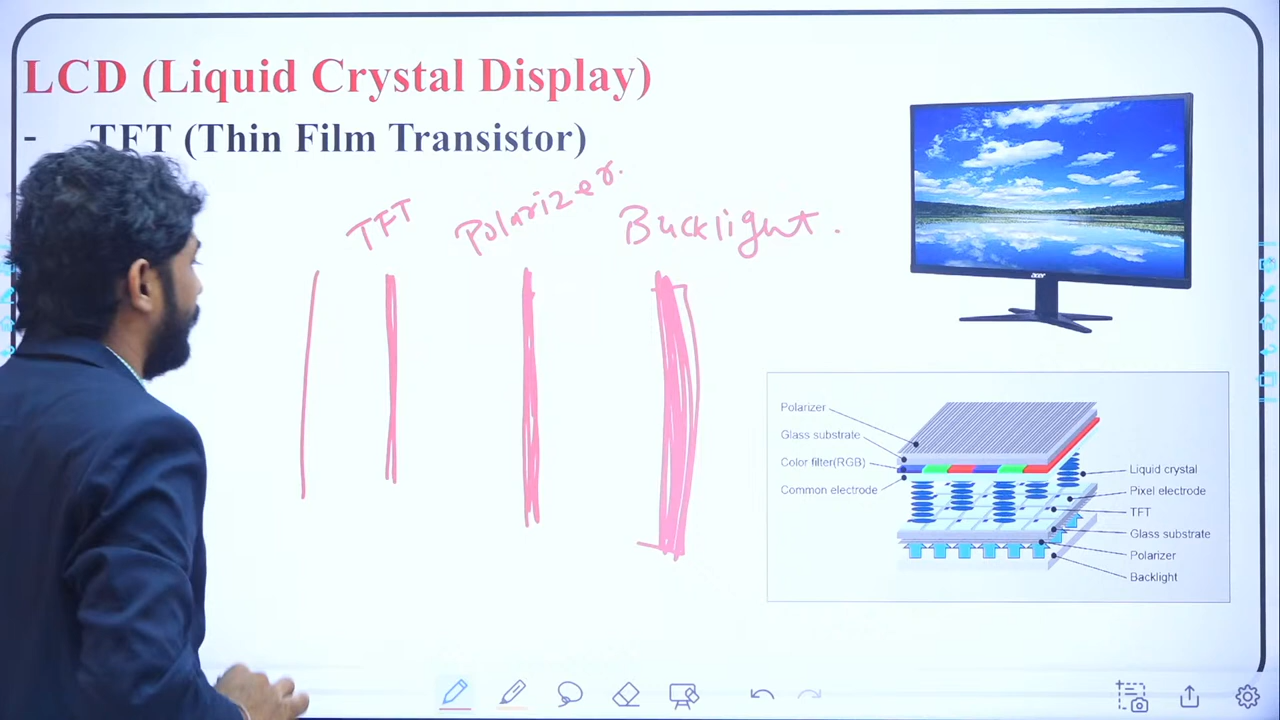 LCD (Liquid Crystal Display)
- TFT (Thin Film Transistor)
TFT
Polarizer.
Bucklight.
acer
Polarizer
Glass substrate
Color filter(RGB)
Common electrode
Liquid crystal
Pixel electrode
TFT
Glass substrate
Polarizer
Backlight